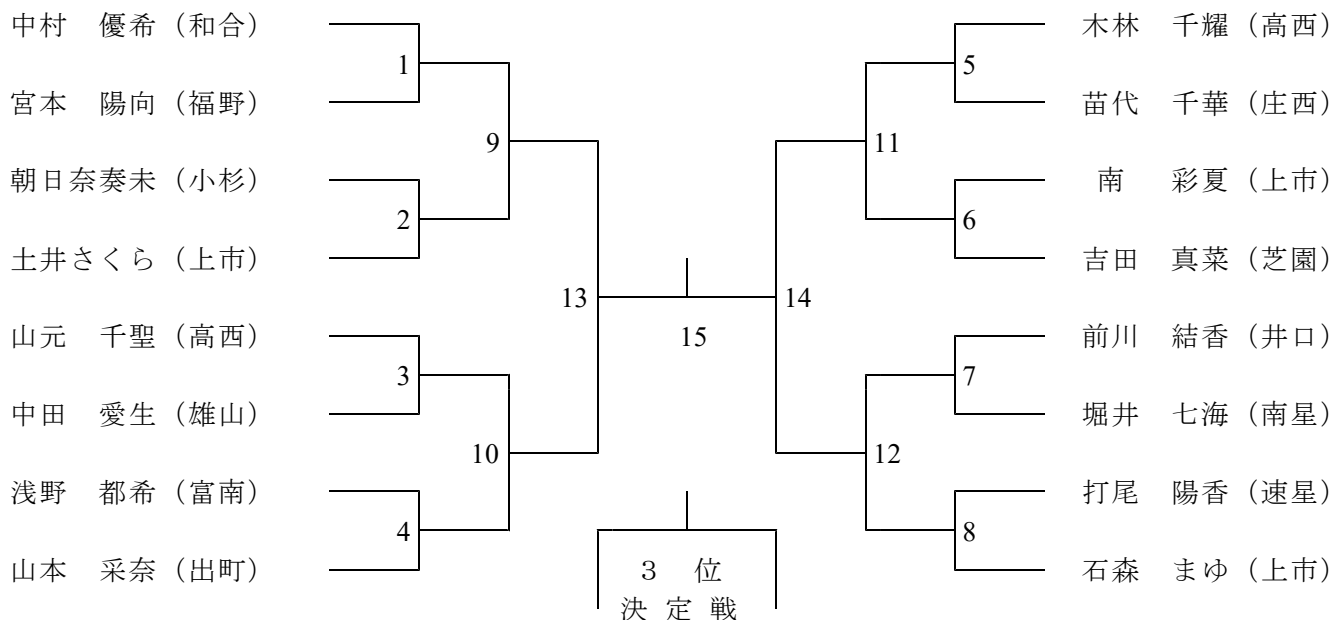 中村　優希（和合）
1
宮本　陽向（福野）
9
朝日奈奏未（小杉）
2
土井さくら（上市）
13
山元　千聖（高西）
3
中田　愛生（雄山）
10
浅野　都希（富南）
4
山本　采奈（出町）
15
３　位
決 定 戦
木林　千耀（高西）
5
苗代　千華（庄西）
11
南　　彩夏（上市）
6
吉田　真菜（芝園）
14
前川　結香（井口）
7
堀井　七海（南星）
12
打尾　陽香（速星）
8
石森　まゆ（上市）